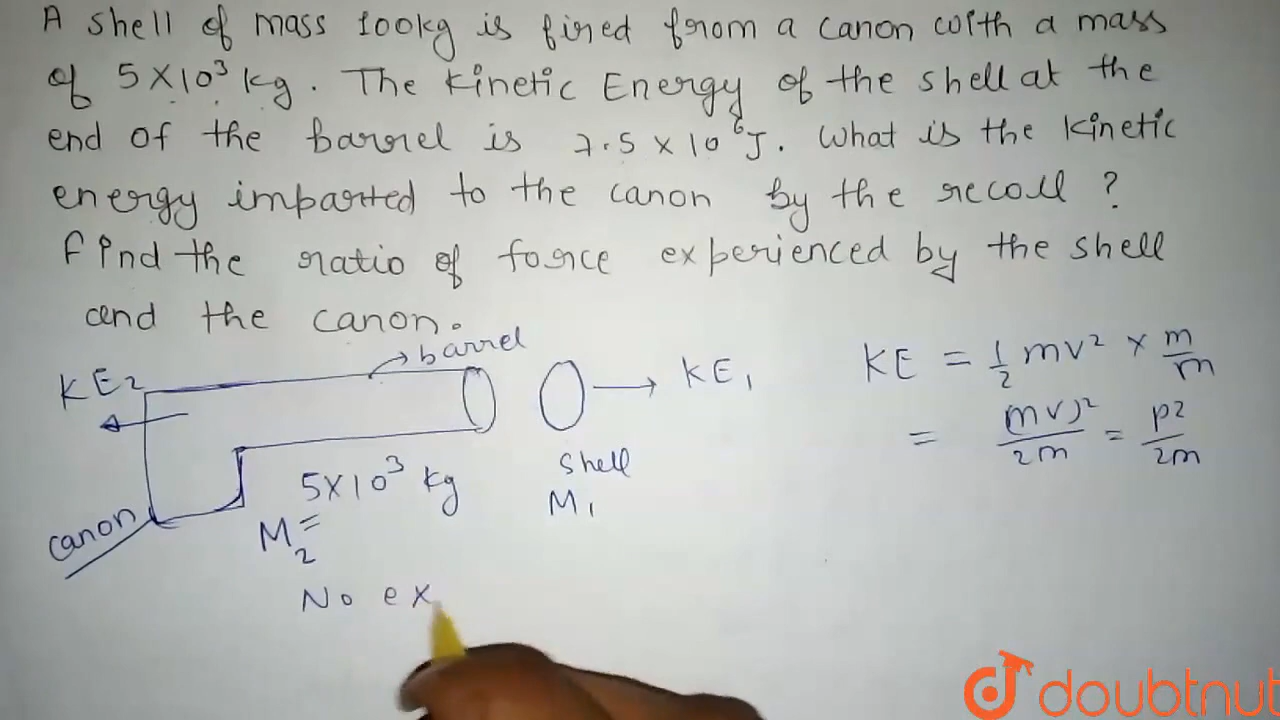 A shell of mass 100kg is fired from a canon with a mass
of 5×10³ kg. The Kinetic Energy of the shell at the
end of the barrel is 7.5 × 10⁶J. What is the Kinetic
energy imparted to the canon by the recoil ?
Find the ratio of force experienced by the shell
and the canon.
barrel
KE₂
KE₁
KE = 1/2 mv² × m/m
= (mv)²/2m = p²/2m
5×10³ kg
shell
M₁
canon
M₂ =
No ex
doubtnut